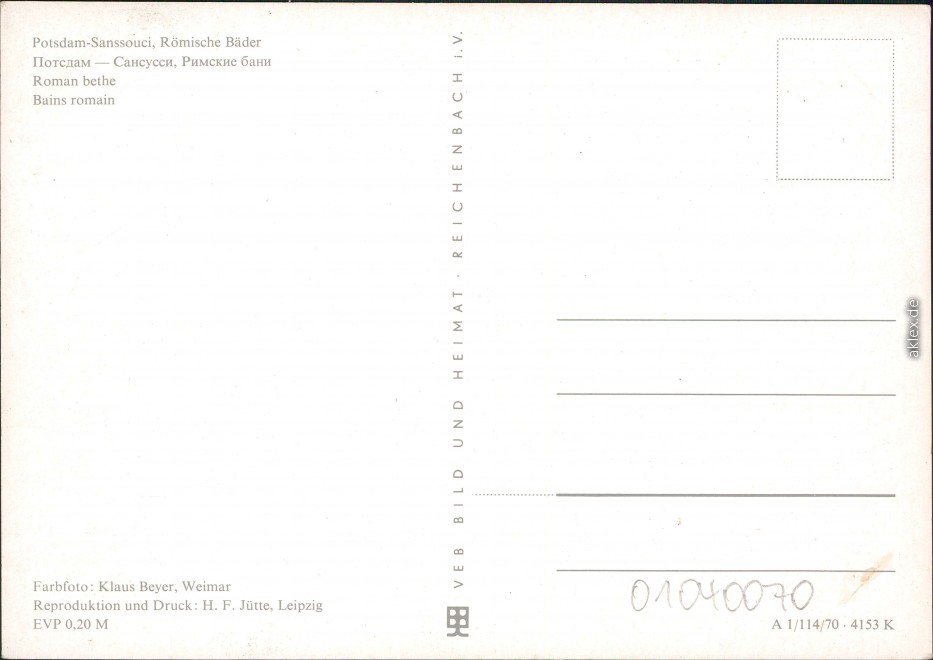 Potsdam-Sanssouci, Römische Bäder
Потсдам — Сансусси, Римские бани
Roman bethe
Bains romain
VEB BILD UND HEIMAT · REICHENBACH i.V.
Farbfoto: Klaus Beyer, Weimar
Reproduktion und Druck: H. F. Jütte, Leipzig
EVP 0,20 M
01040070
A 1/114/70 · 4153 K
aklex.de